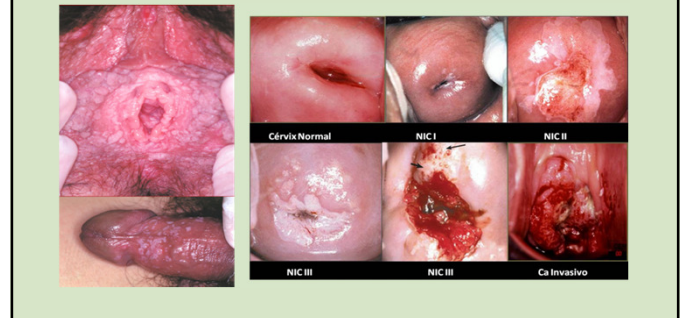 Cérvix Normal
NIC I
NIC II
NIC III
NIC III
Ca Invasivo